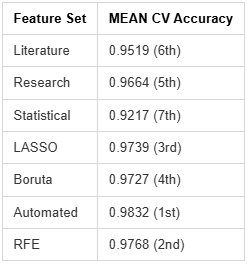 Feature Set MEAN CV Accuracy
Literature 0.9519 (6th)
Research 0.9664 (5th)
Statistical 0.9217 (7th)
LASSO 0.9739 (3rd)
Boruta 0.9727 (4th)
Automated 0.9832 (1st)
RFE 0.9768 (2nd)